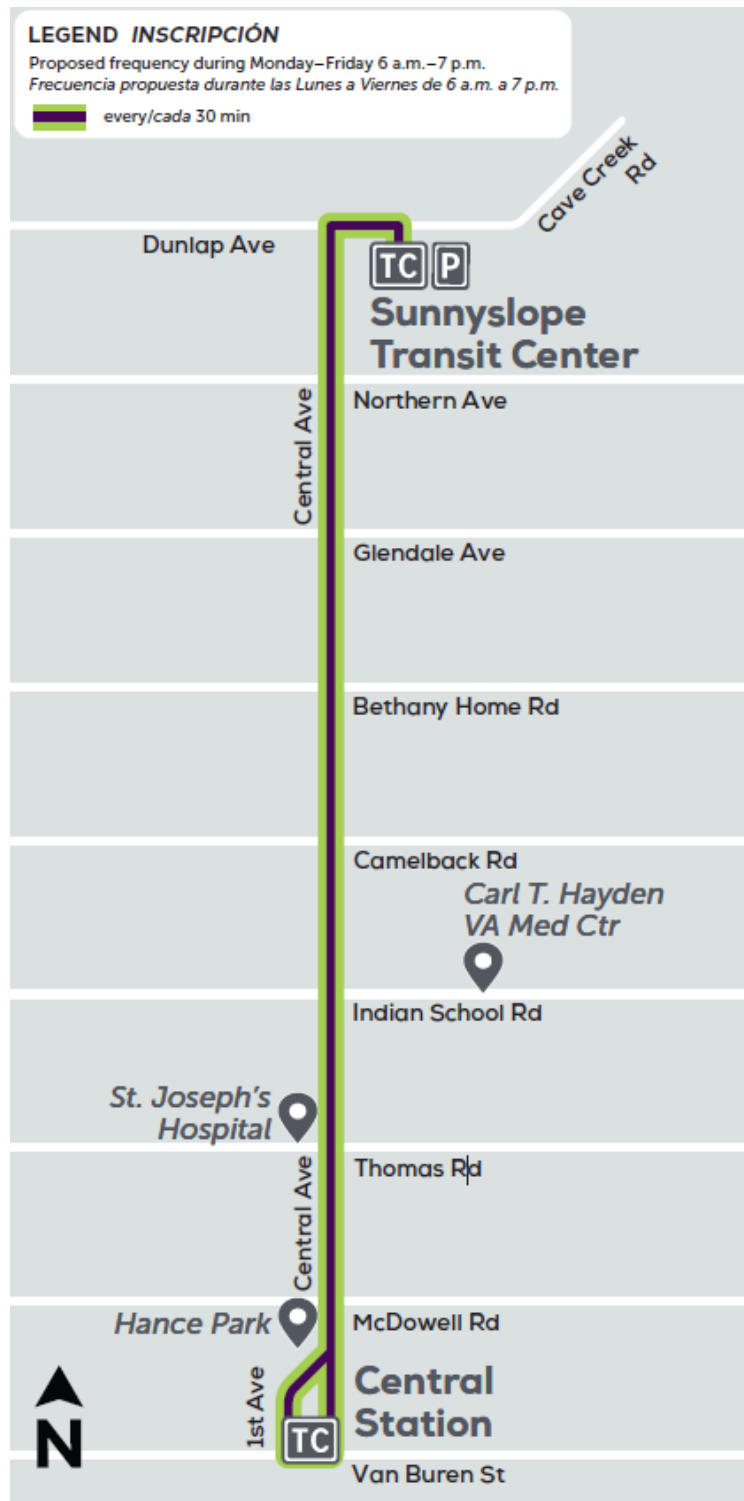 LEGEND INSCRIPCIÓN
Proposed frequency during Monday–Friday 6 a.m.–7 p.m.
Frecuencia propuesta durante las Lunes a Viernes de 6 a.m. a 7 p.m.
every/cada 30 min
Cave Creek
Rd
Dunlap Ave
TC P
Sunnyslope
Transit Center
Central Ave
Northern Ave
Glendale Ave
Bethany Home Rd
Camelback Rd
Carl T. Hayden
VA Med Ctr
Indian School Rd
St. Joseph's
Hospital
Thomas Rd
Central Ave
Hance Park
McDowell Rd
1st Ave
Central
Station
TC
N
Van Buren St